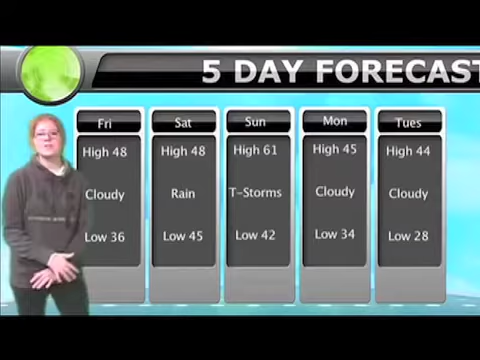 5 DAY FORECAST
Fri
High 48
Cloudy
Low 36
Sat
High 48
Rain
Low 45
Sun
High 61
T-Storms
Low 42
Mon
High 45
Cloudy
Low 34
Tues
High 44
Cloudy
Low 28